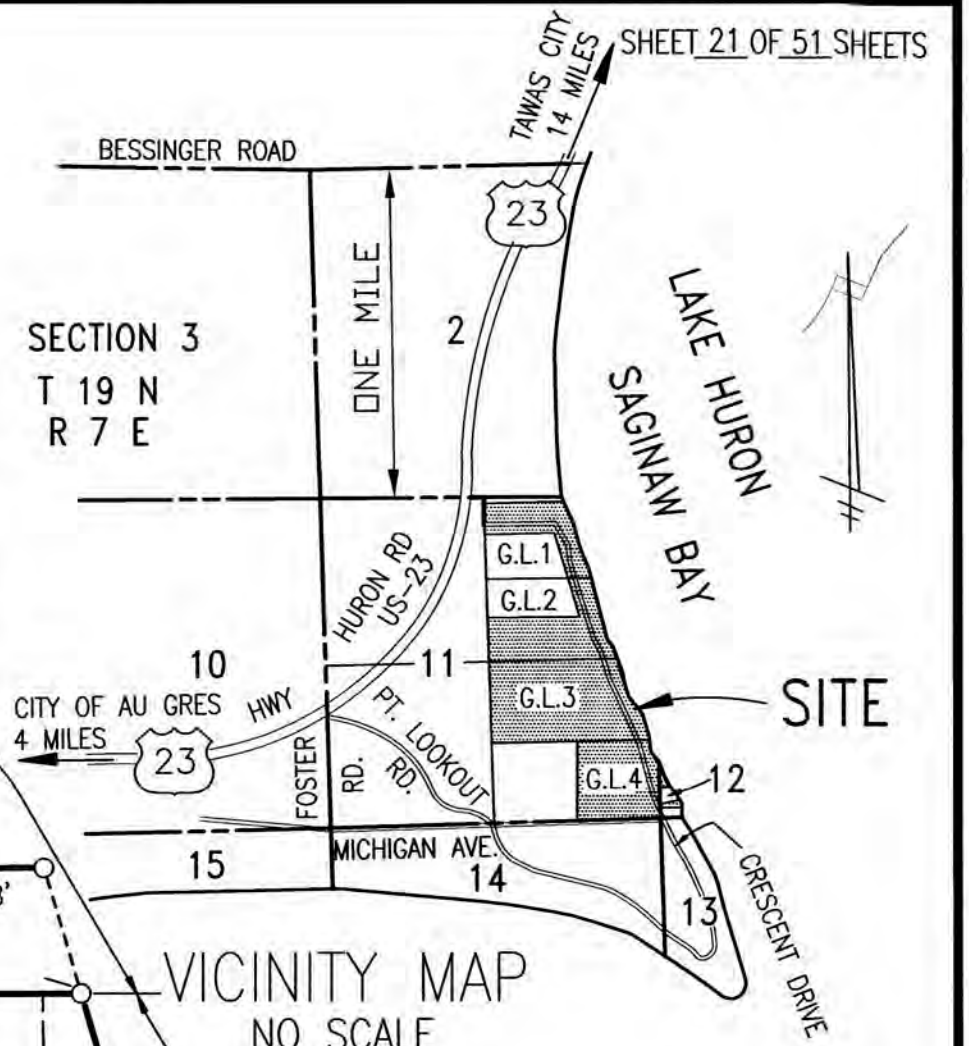 SHEET 21 OF 51 SHEETS
TAWAS CITY
14 MILES
BESSINGER ROAD
23
ONE MILE
2
SECTION 3
T 19 N
R 7 E
LAKE HURON
SAGINAW BAY
HURON RD
US-23
G.L.1
G.L.2
10
11
G.L.3
SITE
CITY OF AU GRES
4 MILES
HWY
23
PT. LOOKOUT
RD.
FOSTER
RD.
G.L.4
12
15
MICHIGAN AVE.
14
13
CRESCENT DRIVE
VICINITY MAP
NO SCALE